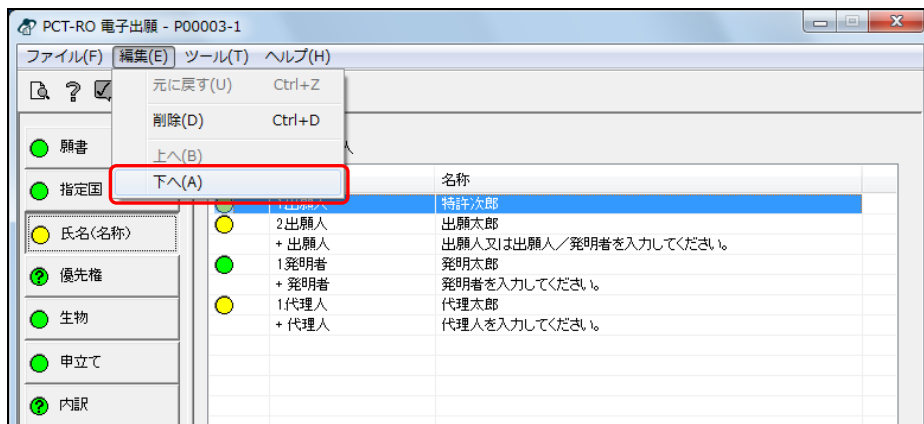 PCT-RO 電子出願 - P00003-1
ファイル(F) 編集(E) ツール(T) ヘルプ(H)
元に戻す(U) Ctrl+Z
削除(D) Ctrl+D
上へ(B)
下へ(A)
願書
指定国
氏名(名称)
優先権
生物
申立て
内訳
名称
1出願人 特許次郎
2出願人 出願太郎
+ 出願人 出願人又は出願人／発明者を入力してください。
1発明者 発明太郎
+ 発明者 発明者を入力してください。
1代理人 代理太郎
+ 代理人 代理人を入力してください。